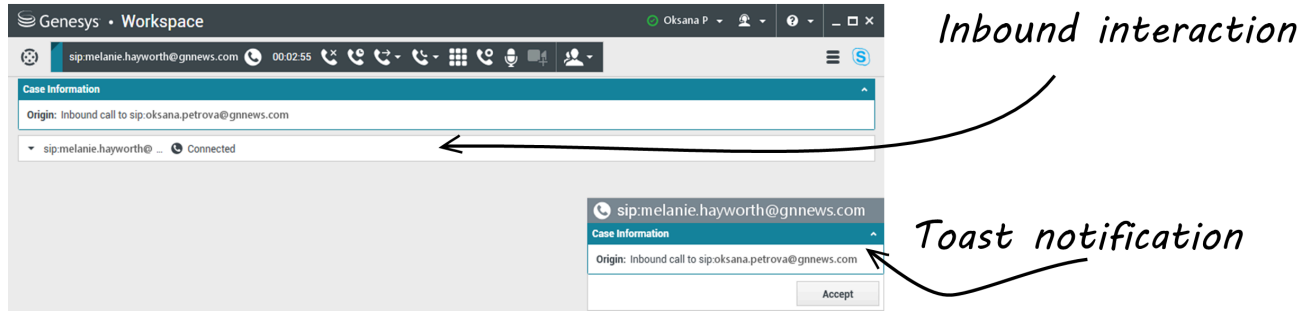 Genesys • Workspace
Oksana P
Inbound interaction
sip:melanie.hayworth@gnnews.com 00:02:55
Case Information
Origin: Inbound call to sip:oksana.petrova@gnnews.com
sip:melanie.hayworth@ ... Connected
sip:melanie.hayworth@gnnews.com
Case Information
Toast notification
Origin: Inbound call to sip:oksana.petrova@gnnews.com
Accept